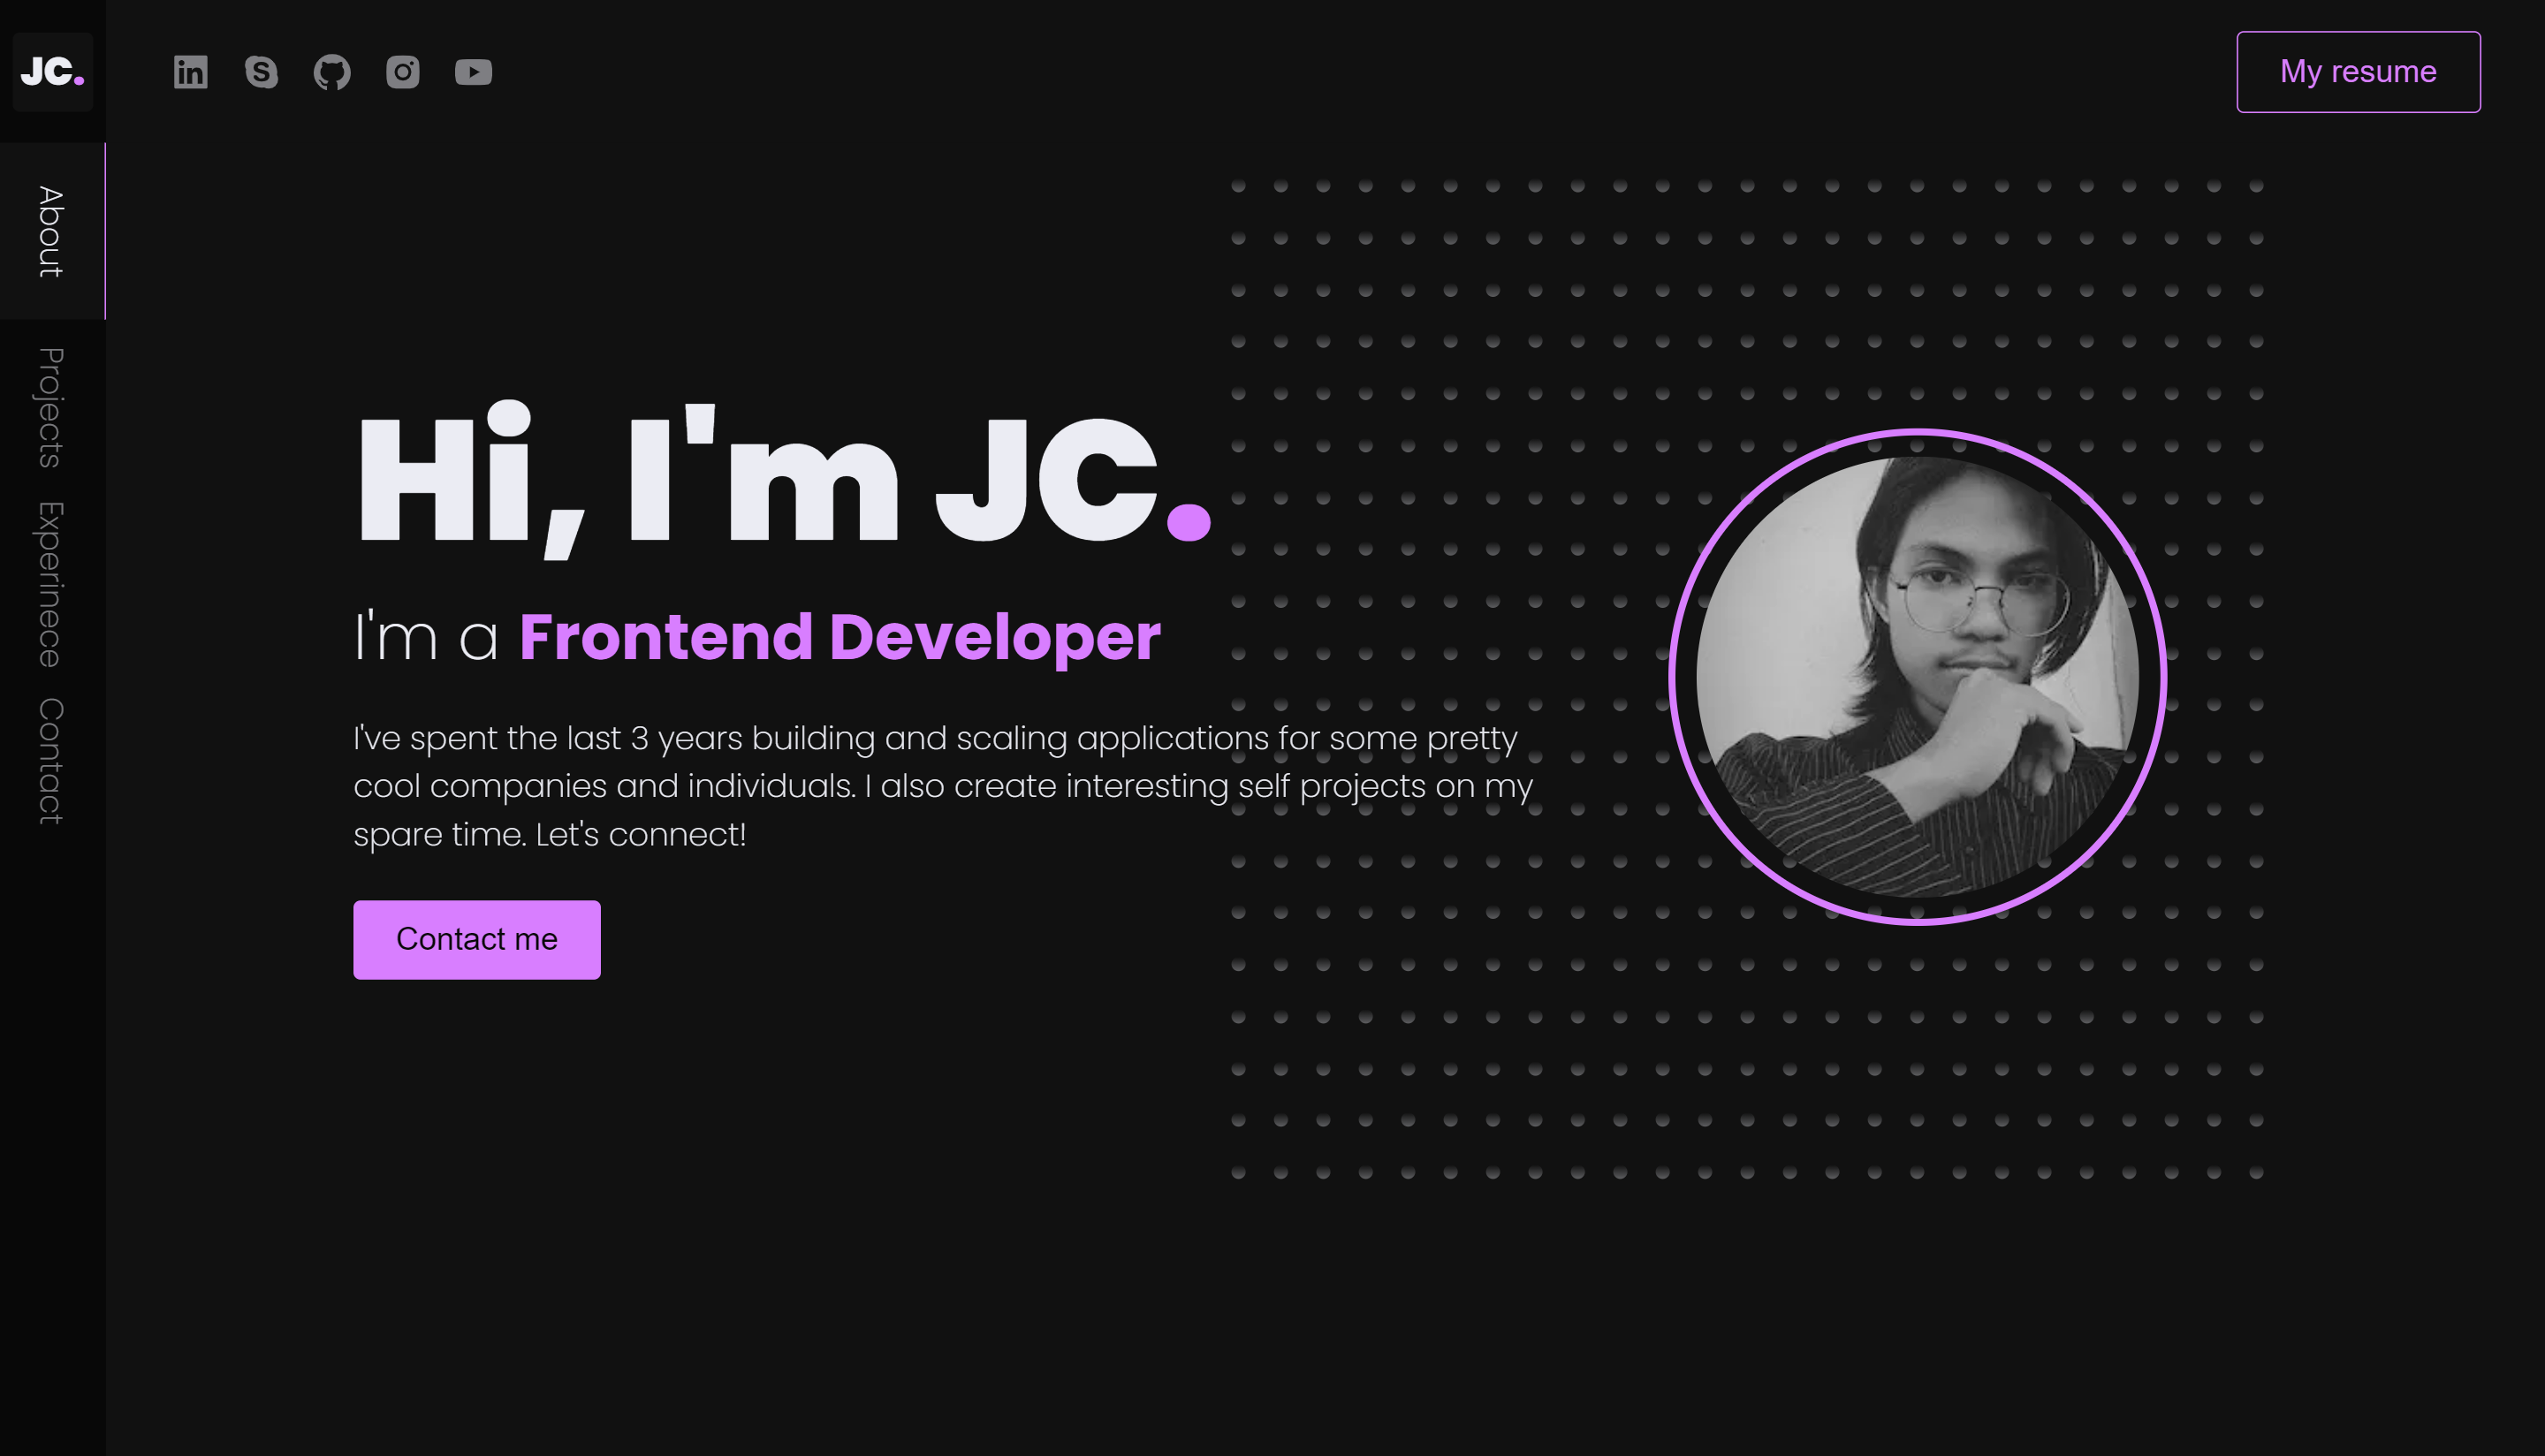 JC.
in
S
My resume
About
Projects
Experinece
Contact
Hi, I'm JC.
I'm a Frontend Developer
I've spent the last 3 years building and scaling applications for some pretty
cool companies and individuals. I also create interesting self projects on my
spare time. Let's connect!
Contact me